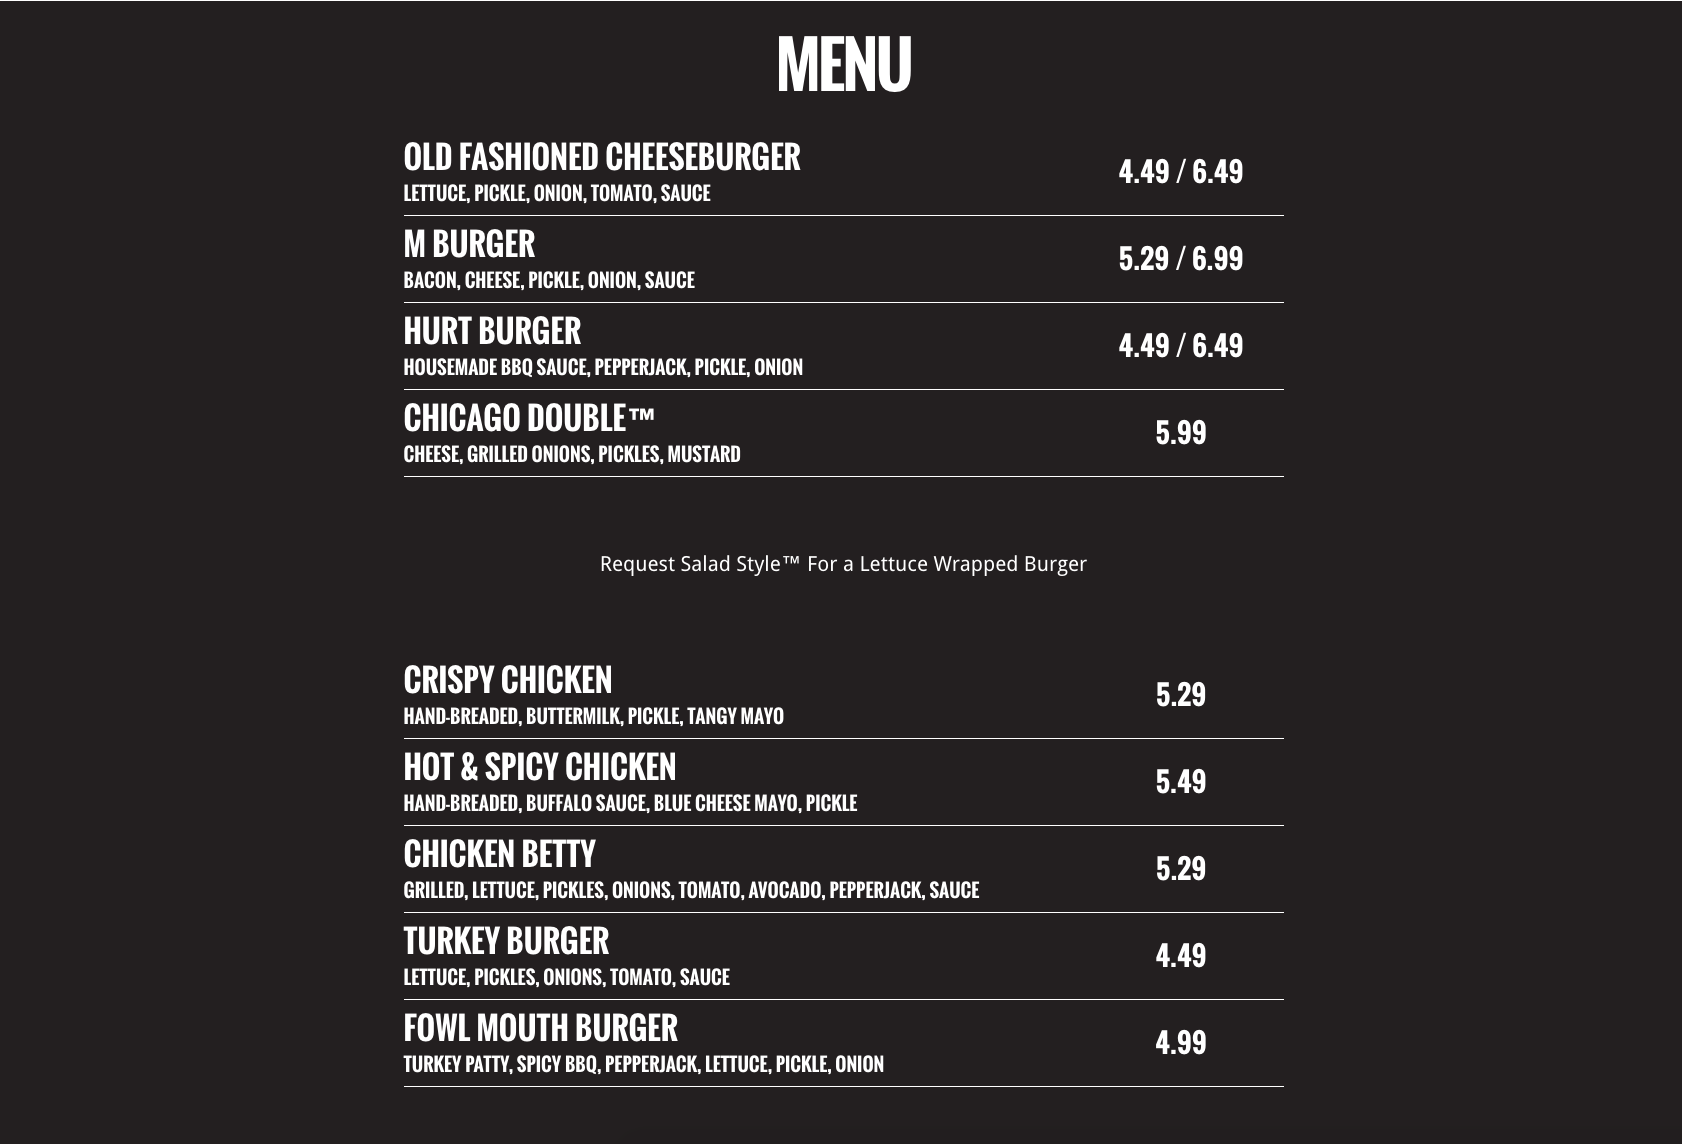 MENU
OLD FASHIONED CHEESEBURGER
4.49 / 6.49
LETTUCE, PICKLE, ONION, TOMATO, SAUCE
M BURGER
5.29 / 6.99
BACON, CHEESE, PICKLE, ONION, SAUCE
HURT BURGER
4.49 / 6.49
HOUSEMADE BBQ SAUCE, PEPPERJACK, PICKLE, ONION
CHICAGO DOUBLE™
5.99
CHEESE, GRILLED ONIONS, PICKLES, MUSTARD
Request Salad Style™ For a Lettuce Wrapped Burger
CRISPY CHICKEN
5.29
HAND-BREADED, BUTTERMILK, PICKLE, TANGY MAYO
HOT & SPICY CHICKEN
5.49
HAND-BREADED, BUFFALO SAUCE, BLUE CHEESE MAYO, PICKLE
CHICKEN BETTY
5.29
GRILLED, LETTUCE, PICKLES, ONIONS, TOMATO, AVOCADO, PEPPERJACK, SAUCE
TURKEY BURGER
4.49
LETTUCE, PICKLES, ONIONS, TOMATO, SAUCE
FOWL MOUTH BURGER
4.99
TURKEY PATTY, SPICY BBQ, PEPPERJACK, LETTUCE, PICKLE, ONION